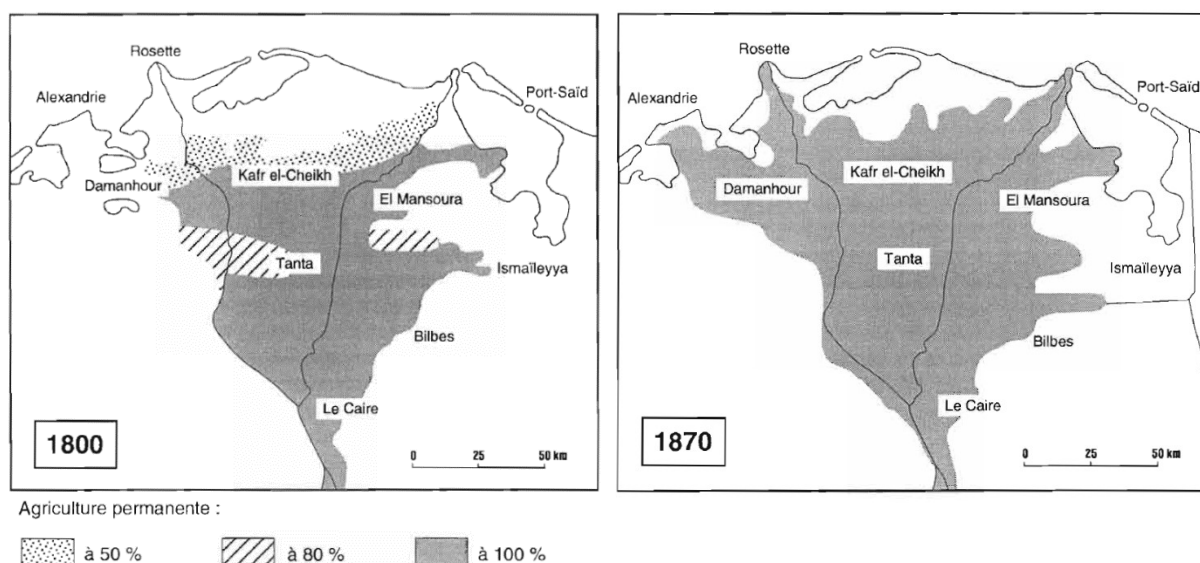 Rosette
Alexandrie
Port-Saïd
Damanhour
Kafr el-Cheikh
El Mansoura
Tanta
Ismaïleyya
Bilbes
Le Caire
1800
0 25 50 km
Rosette
Alexandrie
Port-Saïd
Damanhour
Kafr el-Cheikh
El Mansoura
Tanta
Ismaïleyya
Bilbes
Le Caire
1870
0 25 50 km
Agriculture permanente :
à 50 %
à 80 %
à 100 %